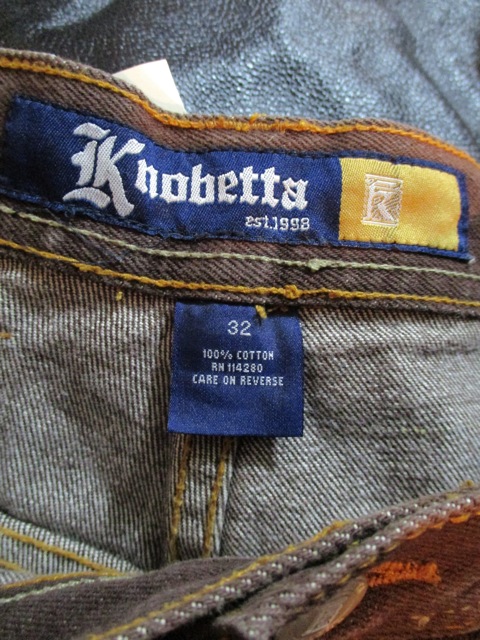 Knobetta
est.1998
32
100% COTTON
RN 114280
CARE ON REVERSE